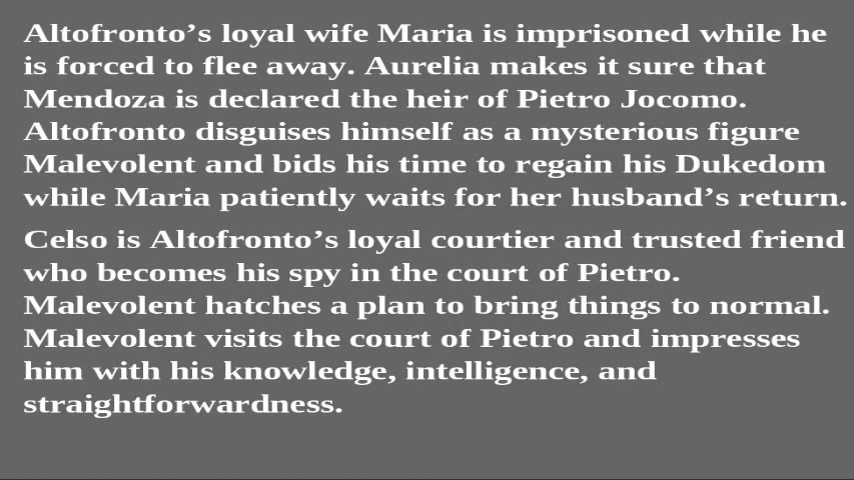 Altofronto’s loyal wife Maria is imprisoned while he
is forced to flee away. Aurelia makes it sure that
Mendoza is declared the heir of Pietro Jocomo.
Altofronto disguises himself as a mysterious figure
Malevolent and bids his time to regain his Dukedom
while Maria patiently waits for her husband’s return.
Celso is Altofronto’s loyal courtier and trusted friend
who becomes his spy in the court of Pietro.
Malevolent hatches a plan to bring things to normal.
Malevolent visits the court of Pietro and impresses
him with his knowledge, intelligence, and
straightforwardness.